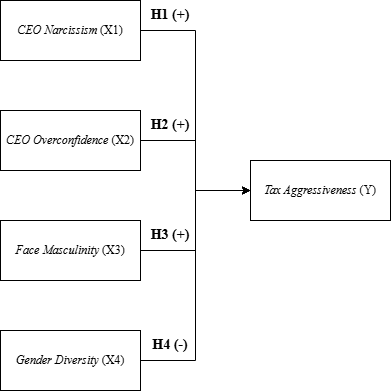 H1 (+)
CEO Narcissism (X1)
H2 (+)
CEO Overconfidence (X2)
Tax Aggressiveness (Y)
H3 (+)
Face Masculinity (X3)
H4 (-)
Gender Diversity (X4)